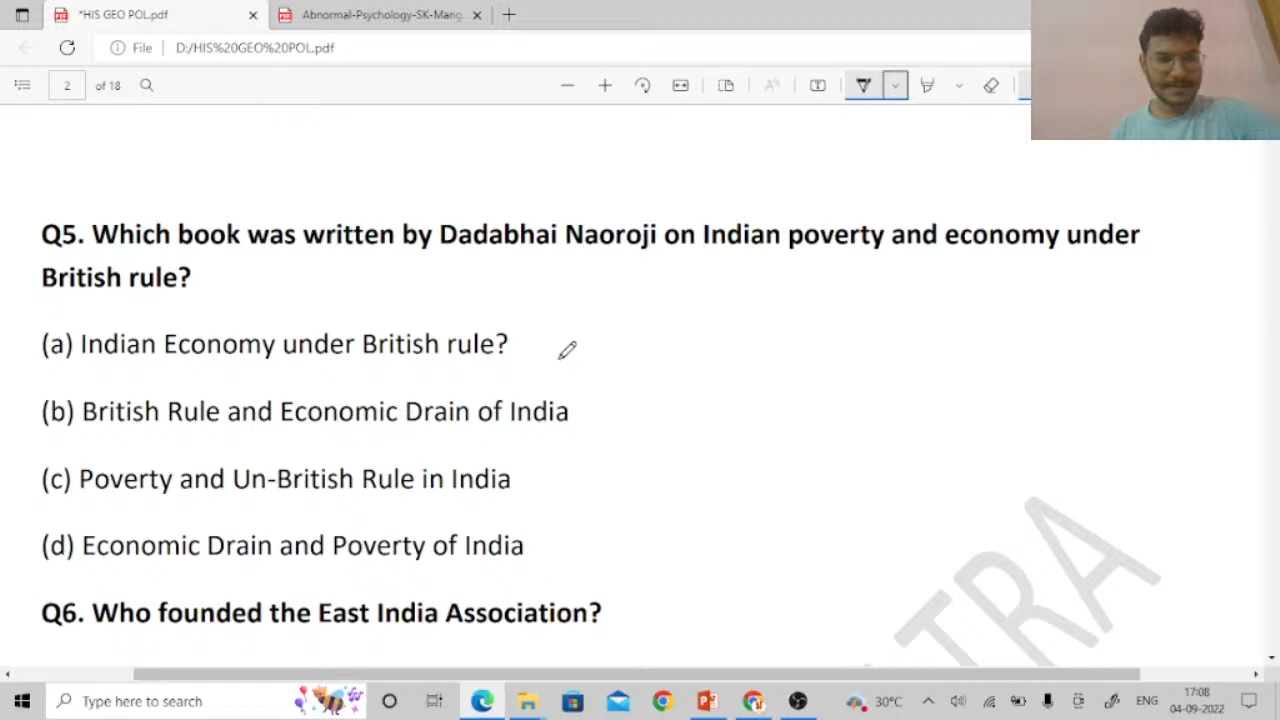 *HIS GEO POL.pdf
Abnormal-Psychology-SK-Mang
File
D:/HIS%20GEO%20POL.pdf
2
of 18
Q5. Which book was written by Dadabhai Naoroji on Indian poverty and economy under
British rule?
(a) Indian Economy under British rule?
(b) British Rule and Economic Drain of India
(c) Poverty and Un-British Rule in India
(d) Economic Drain and Poverty of India
Q6. Who founded the East India Association?
TRA
Type here to search
30°C
ENG
17:08
04-09-2022